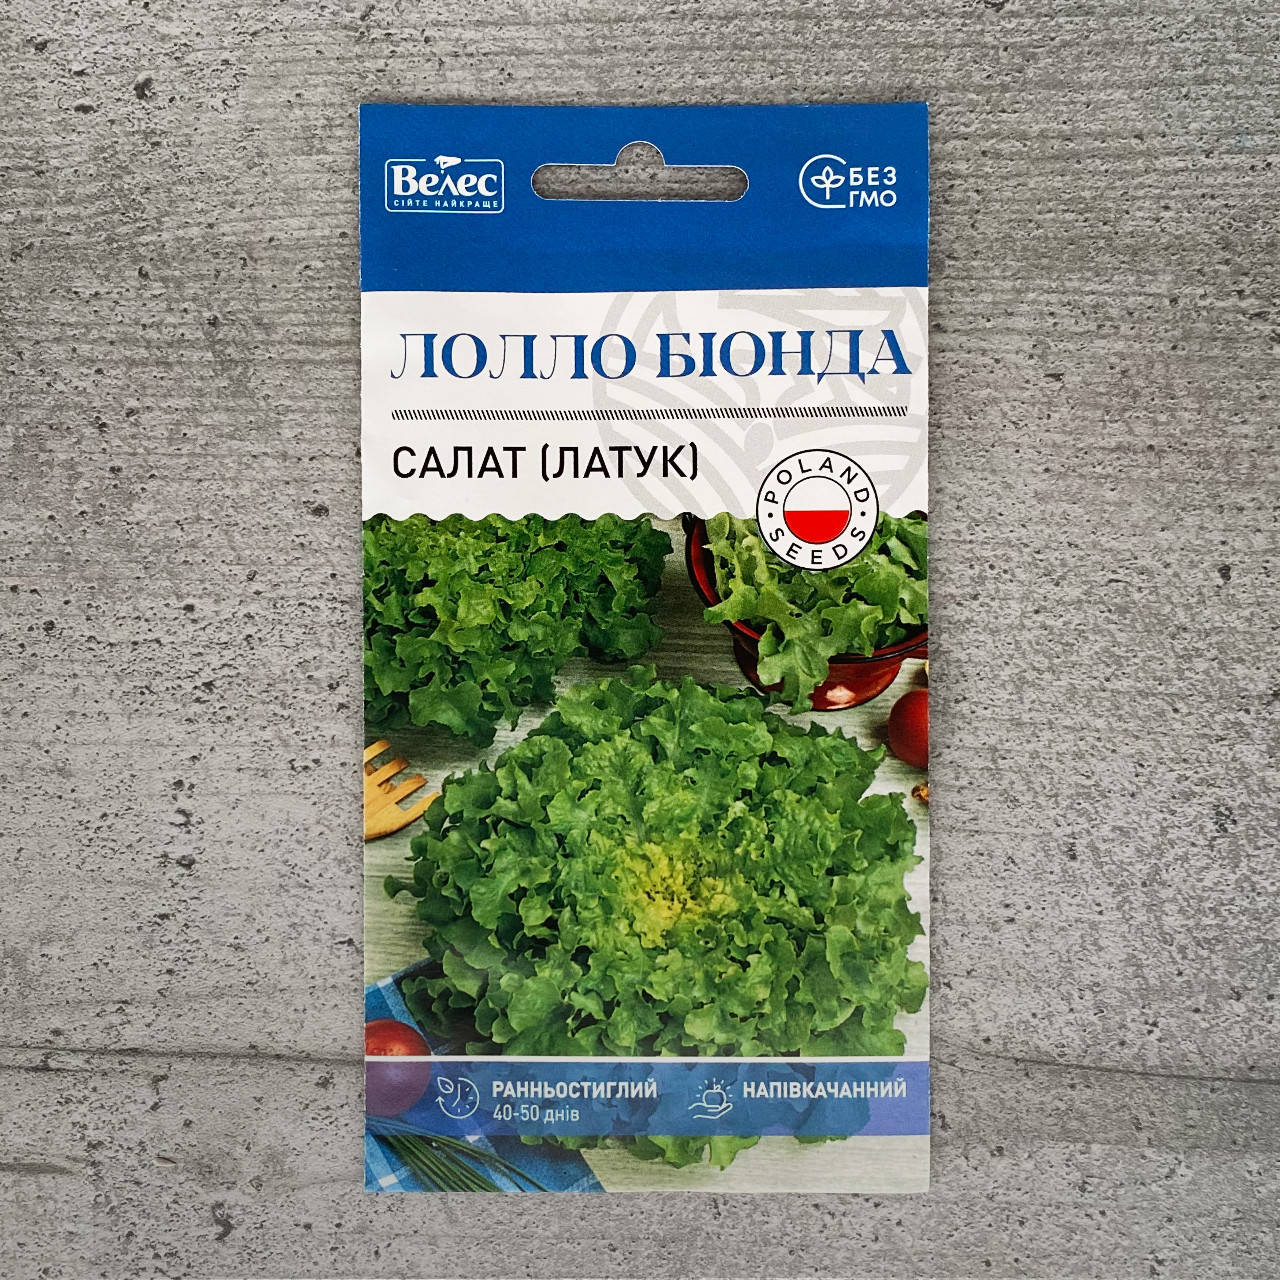 Велес
СІЙТЕ НАЙКРАЩЕ
БЕЗ
ГМО
ЛОЛЛО БІОНДА
САЛАТ (ЛАТУК)
POLAND
SEEDS
РАННЬОСТИГЛИЙ
40-50 днів
НАПІВКАЧАННИЙ